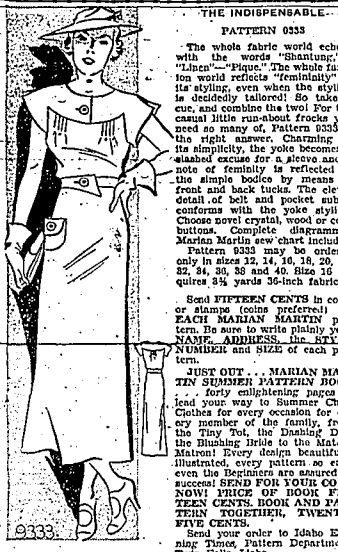 THE INDISPENSABLE
PATTERN 9333
The whole fabric world ech
with the words "Shantung,"
"Linen"—"Pique." The whole fa
ion world reflects "femininity"
its styling, even when the styli
is decidedly tailored! So take
cue, and combine the two! For t
casual little run-about frocks y
need so many of, Pattern 9333
the right answer. Charming
its simplicity, the yoke becomes
slashed excuse for a sleeve and
note of feminity is reflected
the simple bodice by means
front and back tucks. The cle
detail of belt and pocket sub
conforms with the yoke styli
Choose novel crystal, wood or co
buttons. Complete diagramm
Marian Martin sew chart includ
Pattern 9333 may be order
only in sizes 12, 14, 16, 18, 20,
32, 34, 36, 38 and 40. Size 16
quires 3⅜ yards 36-inch fabric
Send FIFTEEN CENTS in co
or stamps (coins preferred)
EACH MARIAN MARTIN p
tern. Be sure to write plainly yo
NAME, ADDRESS, the STY
NUMBER and SIZE of each p
tern.
JUST OUT . . . MARIAN MA
TIN SUMMER PATTERN BO
. . . forty enlightening pages
lend your way to Summer Ch
Clothes for every occasion for
ery member of the family, fr
the Tiny Tot, the Dashing D
the Blushing Bride to the Mat
Matron! Every design beautif
illustrated, every pattern so e
even the Beginners are assured
success! SEND FOR YOUR CO
NOW! PRICE OF BOOK F
TEEN CENTS. BOOK AND PA
TERN TOGETHER, TWENT
FIVE CENTS.
Send your order to Idaho E
ning Times, Pattern Departme
9333